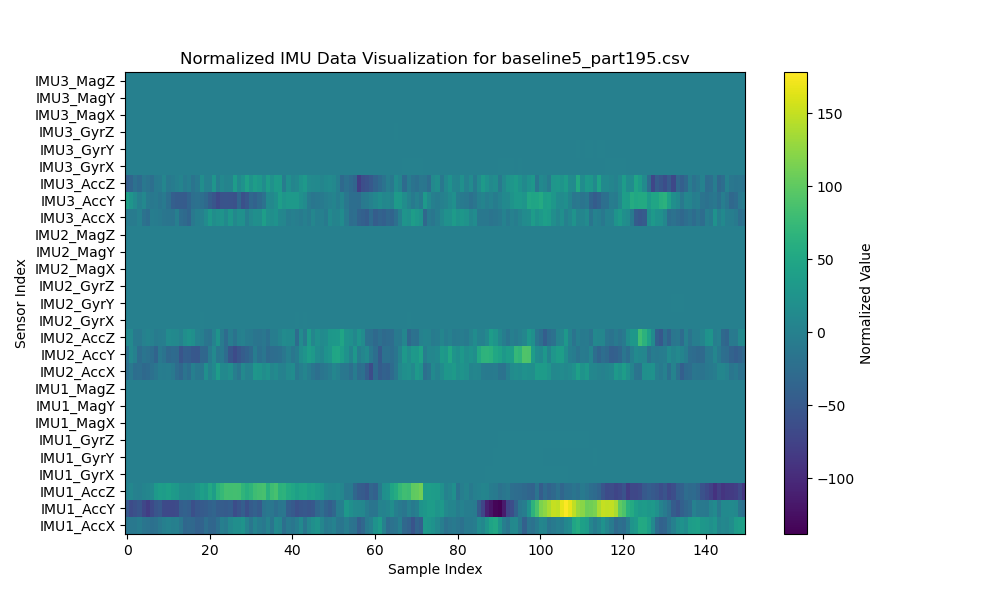 Normalized IMU Data Visualization for baseline5_part195.csv
IMU3_MagZ
IMU3_MagY
IMU3_MagX
IMU3_GyrZ
IMU3_GyrY
IMU3_GyrX
IMU3_AccZ
IMU3_AccY
IMU3_AccX
IMU2_MagZ
IMU2_MagY
IMU2_MagX
IMU2_GyrZ
IMU2_GyrY
IMU2_GyrX
IMU2_AccZ
IMU2_AccY
IMU2_AccX
IMU1_MagZ
IMU1_MagY
IMU1_MagX
IMU1_GyrZ
IMU1_GyrY
IMU1_GyrX
IMU1_AccZ
IMU1_AccY
IMU1_AccX
Sensor Index
0 20 40 60 80 100 120 140
Sample Index
150
100
50
0
−50
−100
Normalized Value